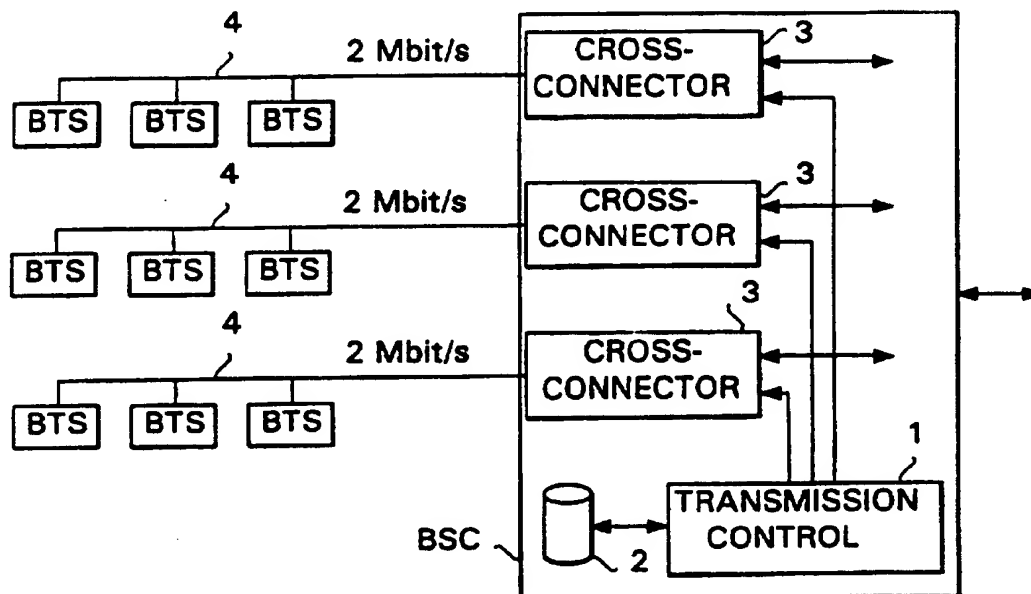 4
2 Mbit/s
CROSS-
CONNECTOR
3
BTS BTS BTS
4
2 Mbit/s
CROSS-
CONNECTOR
3
BTS BTS BTS
4
2 Mbit/s
CROSS-
CONNECTOR
3
BTS BTS BTS
1
TRANSMISSION
CONTROL
BSC
2